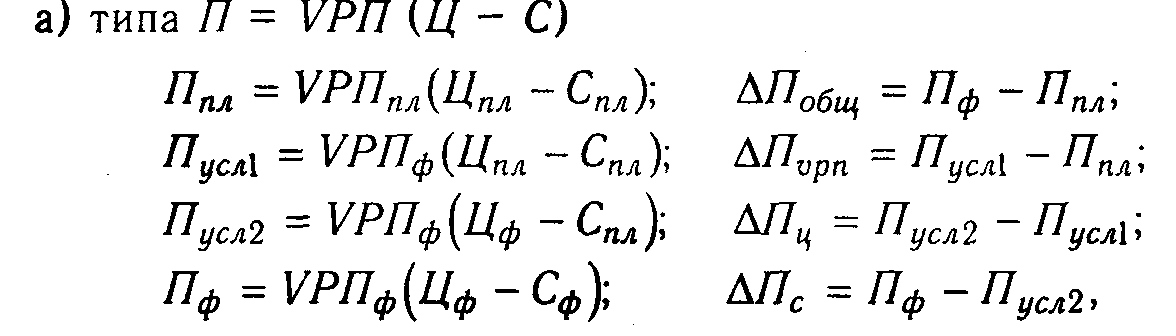 а) типа П = VРП (Ц − С)
Ппл = VРПпл(Цпл − Спл); ΔПобщ = Пф − Ппл;
Пусл1 = VРПф(Цпл − Спл); ΔПvрп = Пусл1 − Ппл;
Пусл2 = VРПф(Цф − Спл); ΔПц = Пусл2 − Пусл1;
Пф = VРПф(Цф − Сф); ΔПс = Пф − Пусл2,